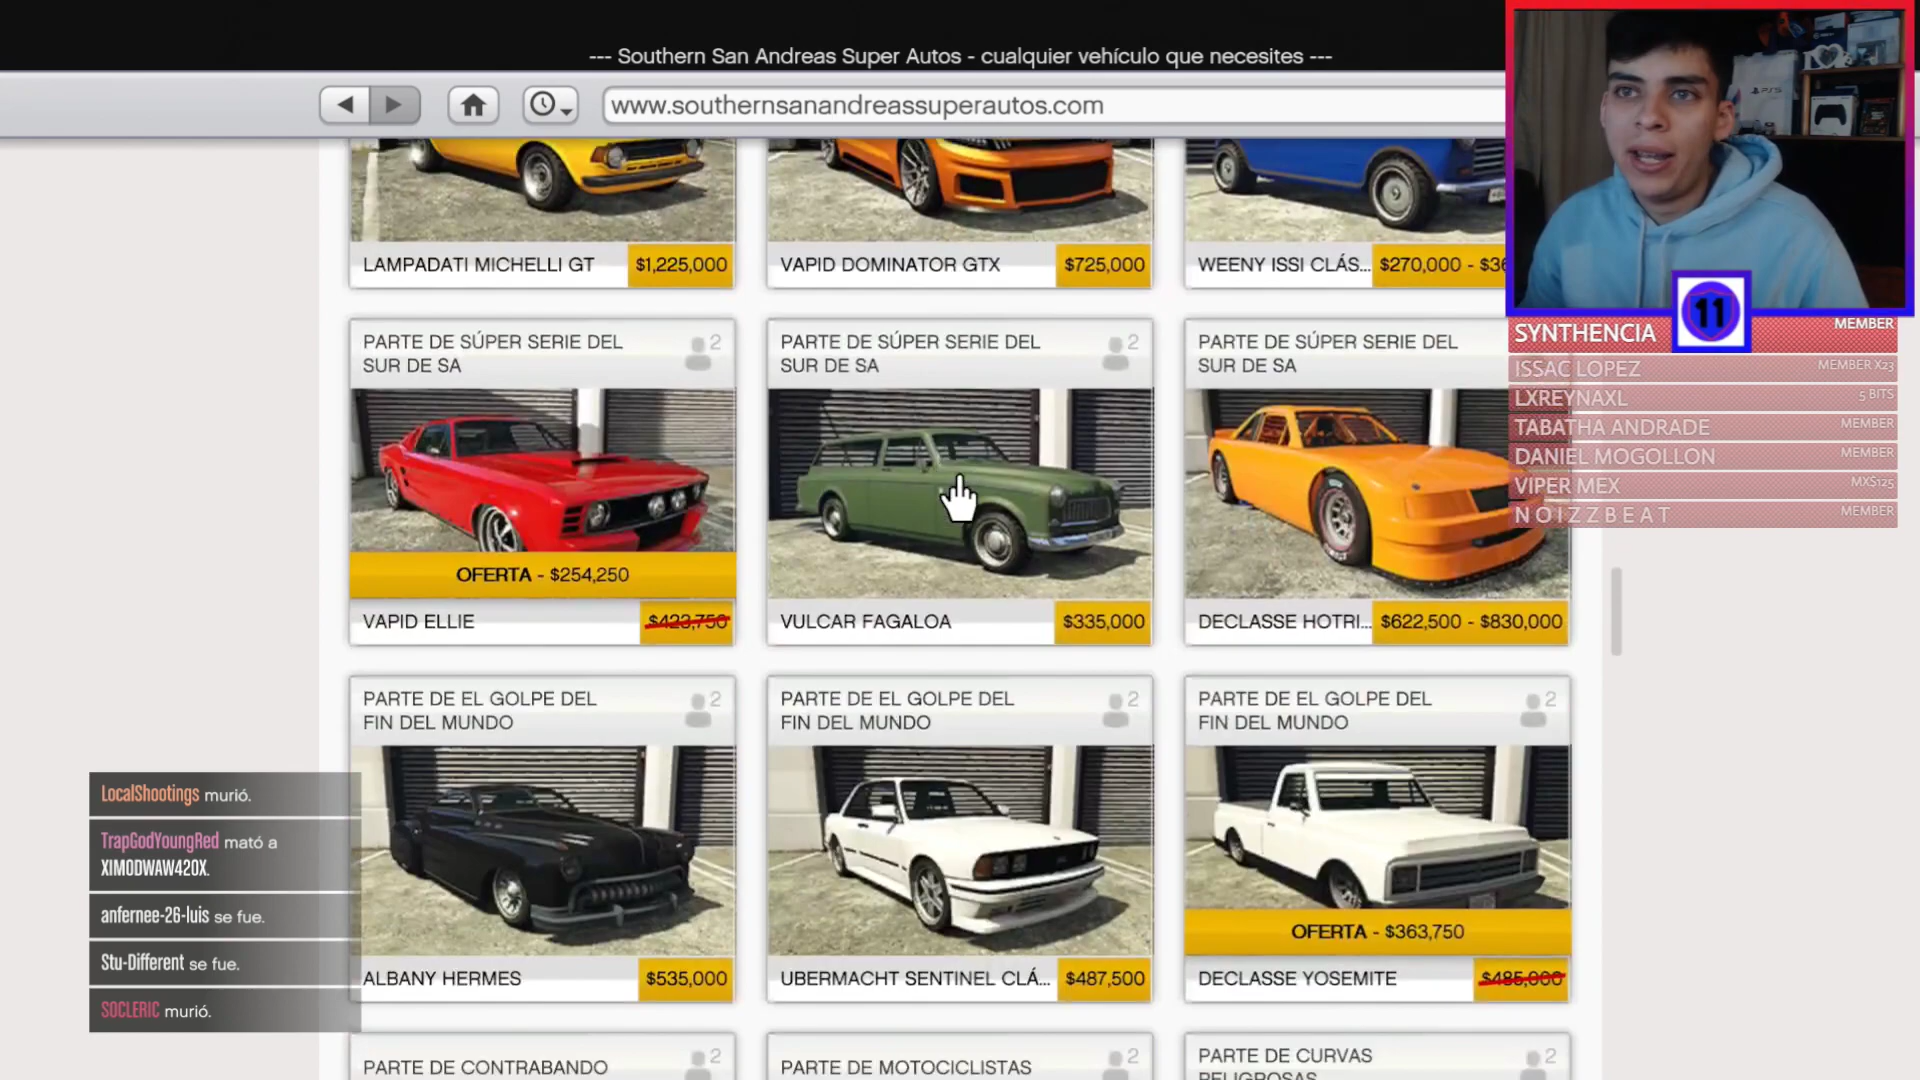 --- Southern San Andreas Super Autos - cualquier vehículo que necesites ---
www.southernsanandreassuperautos.com
LAMPADATI MICHELLI GT $1,225,000
VAPID DOMINATOR GTX $725,000
WEENY ISSI CLÁS... $270,000 - $36
11
SYNTHENCIA MEMBER
ISSAC LOPEZ MEMBER X23
LXREYNAXL 5 BITS
TABATHA ANDRADE MEMBER
DANIEL MOGOLLON MEMBER
VIPER MEX MX$125
NOIZZBEAT MEMBER
PARTE DE SÚPER SERIE DEL
SUR DE SA
2
OFERTA - $254,250
VAPID ELLIE $423,750
PARTE DE SÚPER SERIE DEL
SUR DE SA
2
VULCAR FAGALOA $335,000
PARTE DE SÚPER SERIE DEL
SUR DE SA
DECLASSE HOTRI... $622,500 - $830,000
PARTE DE EL GOLPE DEL
FIN DEL MUNDO
2
ALBANY HERMES $535,000
PARTE DE EL GOLPE DEL
FIN DEL MUNDO
2
UBERMACHT SENTINEL CLÁ... $487,500
PARTE DE EL GOLPE DEL
FIN DEL MUNDO
2
OFERTA - $363,750
DECLASSE YOSEMITE $485,000
PARTE DE CONTRABANDO
2
PARTE DE MOTOCICLISTAS
2
PARTE DE CURVAS
PELIGROSAS
2
LocalShootings murió.
TrapGodYoungRed mató a
XIMODWAW420X.
anfernee-26-luis se fue.
Stu-Different se fue.
SOCLERIC murió.